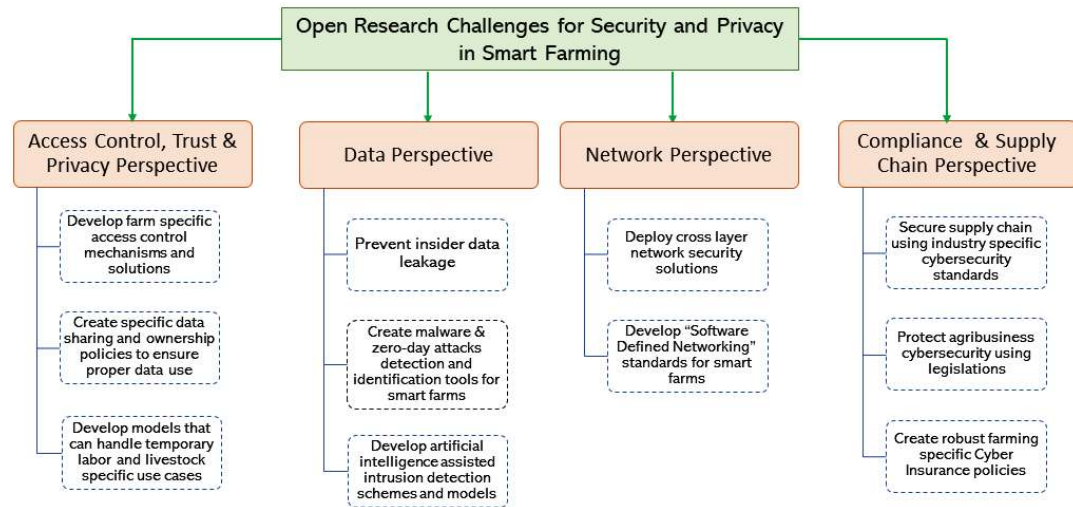 Open Research Challenges for Security and Privacy
in Smart Farming
Access Control, Trust &
Privacy Perspective
Develop farm specific
access control
mechanisms and
solutions
Create specific data
sharing and ownership
policies to ensure
proper data use
Develop models that
can handle temporary
labor and livestock
specific use cases
Data Perspective
Prevent insider data
leakage
Create malware &
zero-day attacks
detection and
identification tools for
smart farms
Develop artificial
intelligence assisted
intrusion detection
schemes and models
Network Perspective
Deploy cross layer
network security
solutions
Develop “Software
Defined Networking”
standards for smart
farms
Compliance & Supply
Chain Perspective
Secure supply chain
using industry specific
cybersecurity
standards
Protect agribusiness
cybersecurity using
legislations
Create robust farming
specific Cyber
Insurance policies